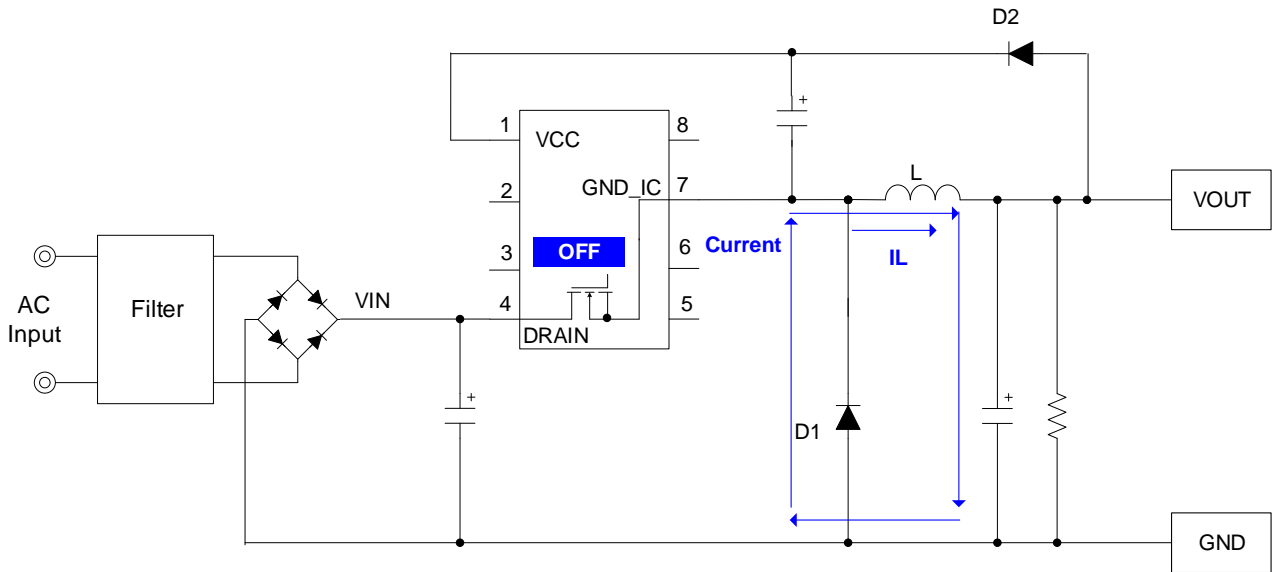 D2
+
1
VCC
8
L
2
GND_IC
7
VOUT
Current
IL
3
OFF
6
AC
Input
Filter
VIN
4
DRAIN
5
+
D1
+
GND